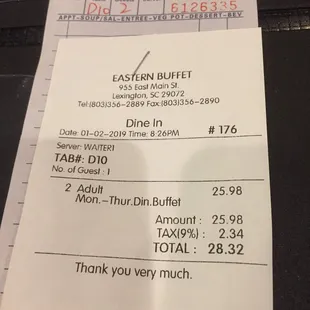 D10 2 6126335
APPT-SOUP/SAL-ENTREE-VEG POT-DESSERT-BEV
EASTERN BUFFET
955 East Main St.
Lexington, SC 29072
Tel:(803)356-2889 Fax:(803)356-2890
Dine In
Date: 01-02-2019 Time: 8:26PM # 176
Server: WAITER1
TAB#: D10
No. of Guest : 1
2 Adult 25.98
Mon.-Thur.Din.Buffet
Amount : 25.98
TAX(9%) : 2.34
TOTAL : 28.32
Thank you very much.